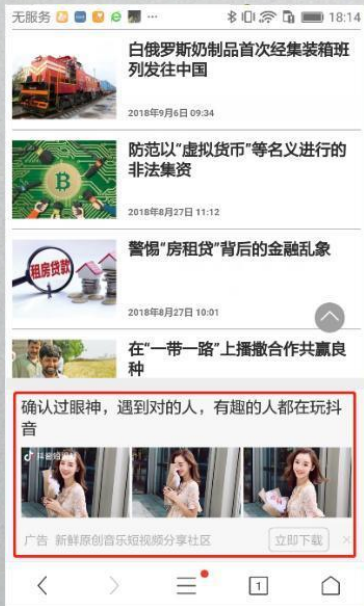 无服务 ··· 18:14
白俄罗斯奶制品首次经集装箱班
列发往中国
2018年9月6日 09:34
防范以“虚拟货币”等名义进行的
非法集资
2018年8月27日 11:12
租房贷款
警惕“房租贷”背后的金融乱象
2018年8月27日 10:01
在“一带一路”上播撒合作共赢良
种
确认过眼神，遇到对的人，有趣的人都在玩抖
音
抖音短视频
广告 新鲜原创音乐短视频分享社区 立即下载 ×
1